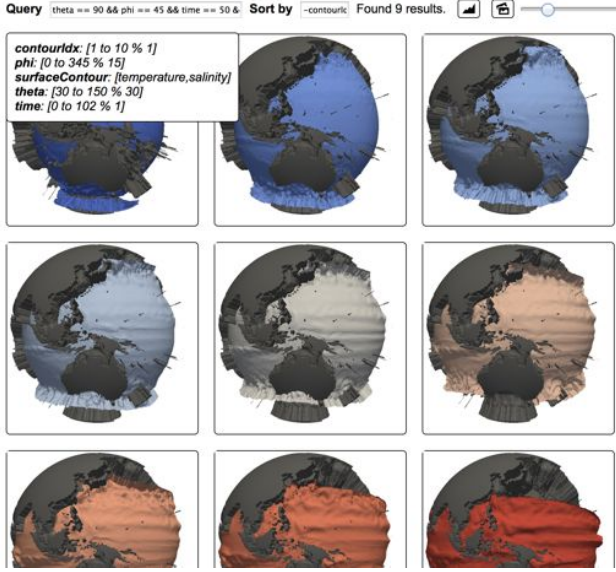 Query theta == 90 && phi == 45 && time == 50 & Sort by -contourIc Found 9 results.
contourIdx: [1 to 10 % 1]
phi: [0 to 345 % 15]
surfaceContour: [temperature,salinity]
theta: [30 to 150 % 30]
time: [0 to 102 % 1]